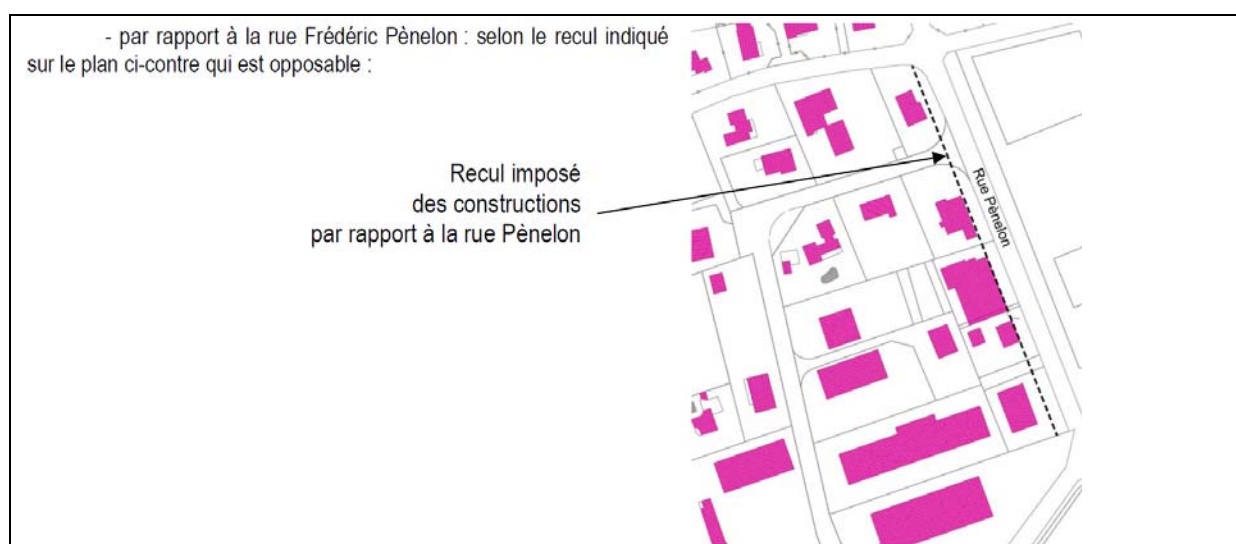 - par rapport à la rue Frédéric Pènelon : selon le recul indiqué
sur le plan ci-contre qui est opposable :
Recul imposé
des constructions
par rapport à la rue Pènelon
Rue Pènelon